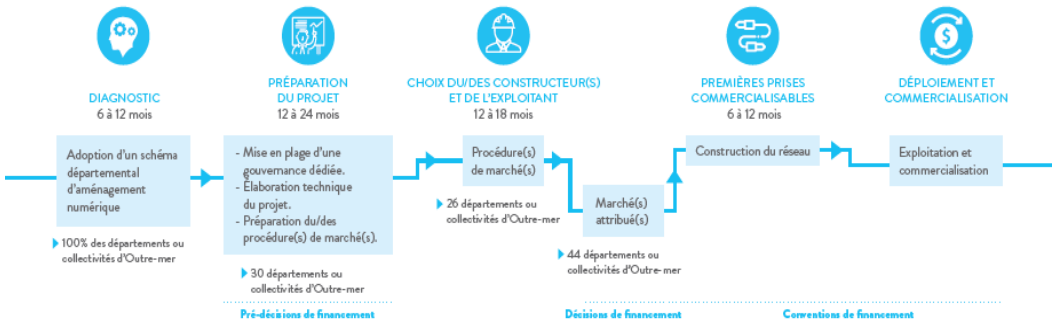 DIAGNOSTIC
6 à 12 mois
Adoption d'un schéma
départemental
d'aménagement
numérique
100% des départements ou
collectivités d'Outre-mer
PRÉPARATION
DU PROJET
12 à 24 mois
- Mise en plage d'une
gouvernance dédiée.
- Élaboration technique
du projet.
- Préparation du/des
procédure(s) de marché(s).
30 départements ou
collectivités d'Outre-mer
Pré-décisions de financement
CHOIX DU/DES CONSTRUCTEUR(S)
ET DE L'EXPLOITANT
12 à 18 mois
Procédure(s)
de marché(s)
26 départements ou
collectivités d'Outre-mer
Marché(s)
attribué(s)
44 départements ou
collectivités d'Outre-mer
Décisions de financement
PREMIÈRES PRISES
COMMERCIALISABLES
6 à 12 mois
Construction du réseau
DÉPLOIEMENT ET
COMMERCIALISATION
Exploitation et
commercialisation
Conventions de financement